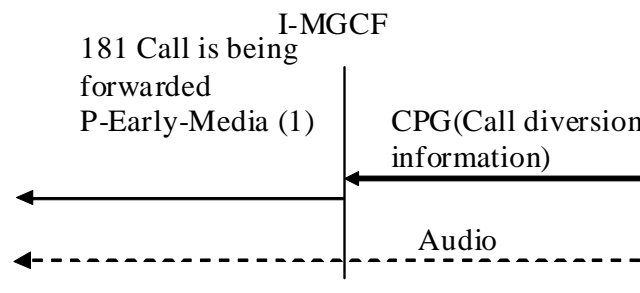 I-MGCF
181 Call is being
forwarded
P-Early-Media (1)
CPG(Call diversion
information)
Audio